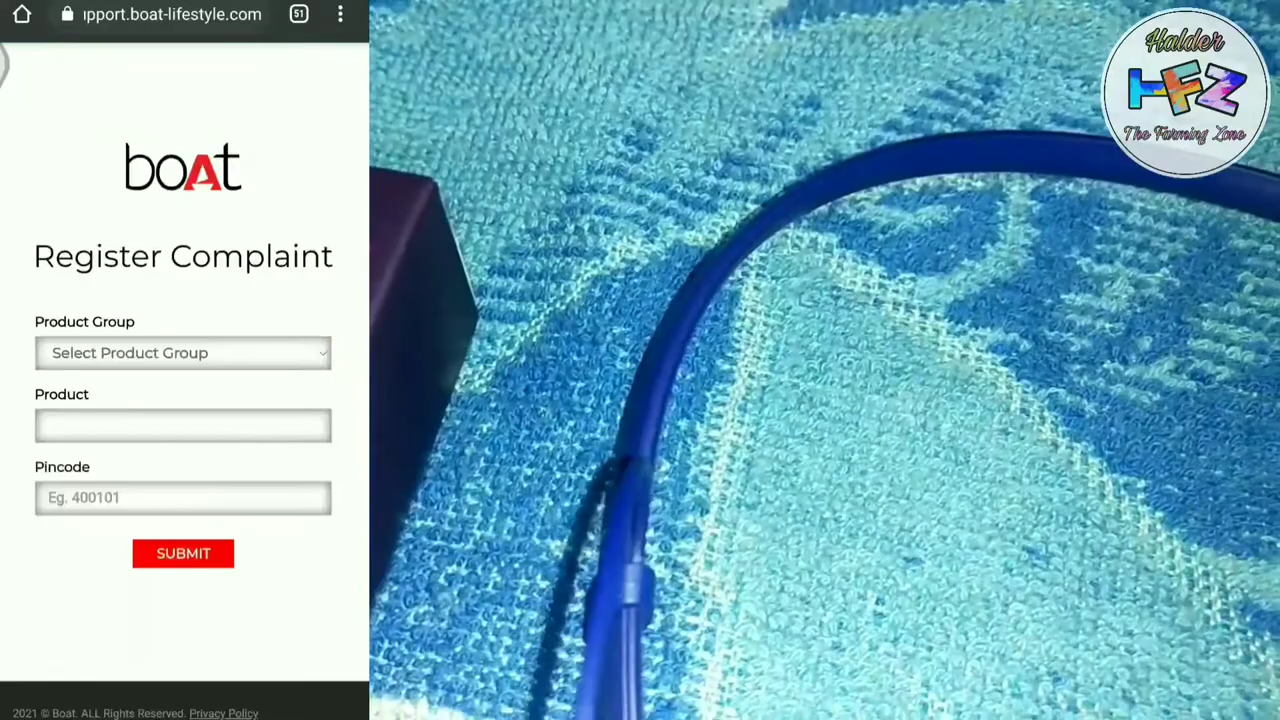 ipport.boat-lifestyle.com
51
boAt
Register Complaint
Product Group
Select Product Group
Product
Pincode
Eg. 400101
SUBMIT
2021 © Boat. ALL Rights Reserved. Privacy Policy
Halder
HFZ
The Farming Zone